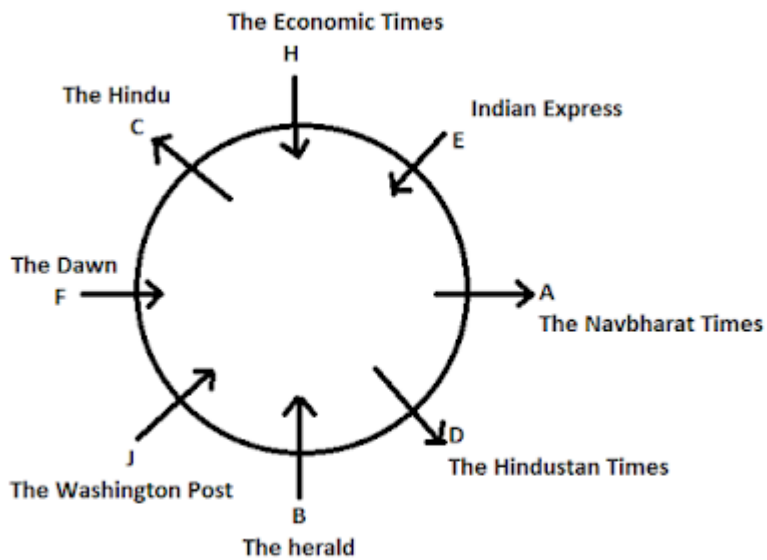 The Economic Times
H
The Hindu
C
Indian Express
E
The Dawn
F
A
The Navbharat Times
D
The Hindustan Times
J
The Washington Post
B
The herald